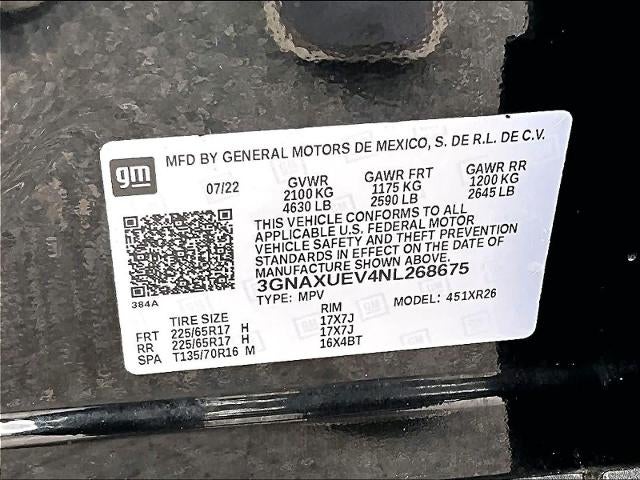 MFD BY GENERAL MOTORS DE MEXICO, S. DE R.L. DE C.V.
gm
07/22 GVWR GAWR FRT GAWR RR
2100 KG 1175 KG 1200 KG
4630 LB 2590 LB 2645 LB
THIS VEHICLE CONFORMS TO ALL
APPLICABLE U.S. FEDERAL MOTOR
VEHICLE SAFETY AND THEFT PREVENTION
STANDARDS IN EFFECT ON THE DATE OF
MANUFACTURE SHOWN ABOVE.
384A
3GNAXUEV4NL268675
TYPE: MPV MODEL: 451XR26
TIRE SIZE RIM
FRT 225/65R17 H 17X7J
RR 225/65R17 H 17X7J
SPA T135/70R16 M 16X4BT